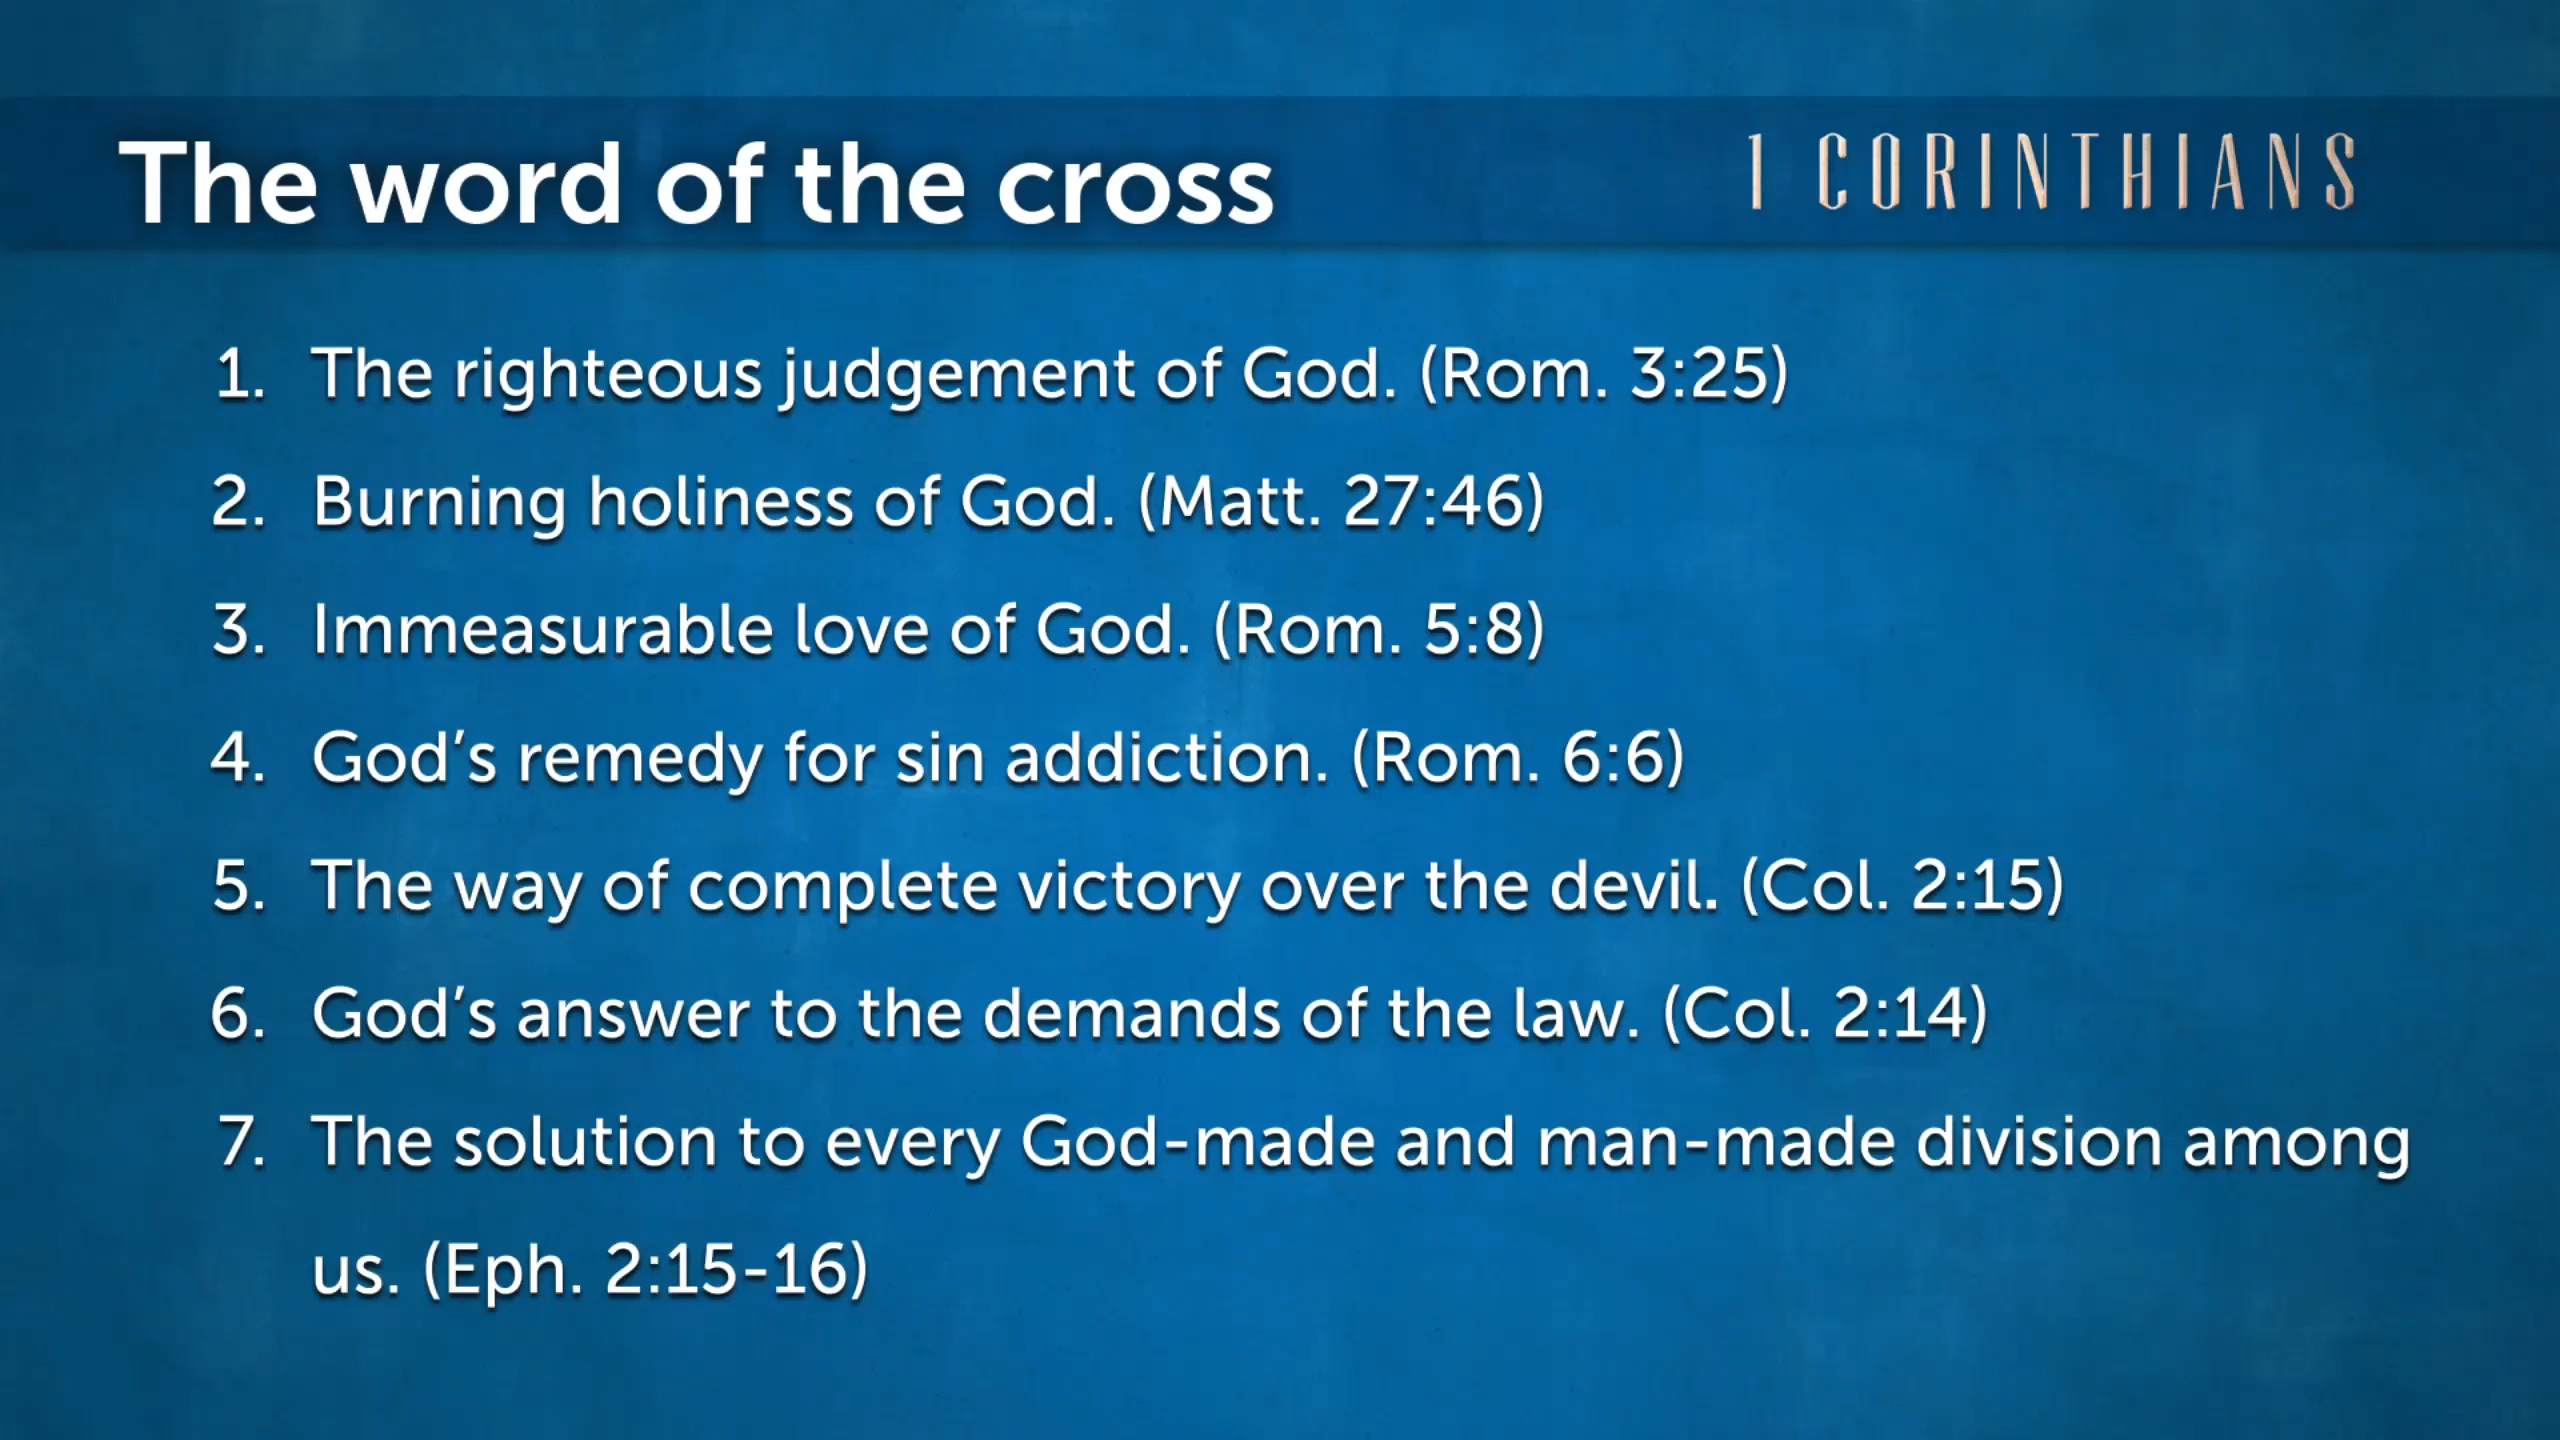 The word of the cross
1 CORINTHIANS
1. The righteous judgement of God. (Rom. 3:25)
2. Burning holiness of God. (Matt. 27:46)
3. Immeasurable love of God. (Rom. 5:8)
4. God’s remedy for sin addiction. (Rom. 6:6)
5. The way of complete victory over the devil. (Col. 2:15)
6. God’s answer to the demands of the law. (Col. 2:14)
7. The solution to every God-made and man-made division among
us. (Eph. 2:15-16)